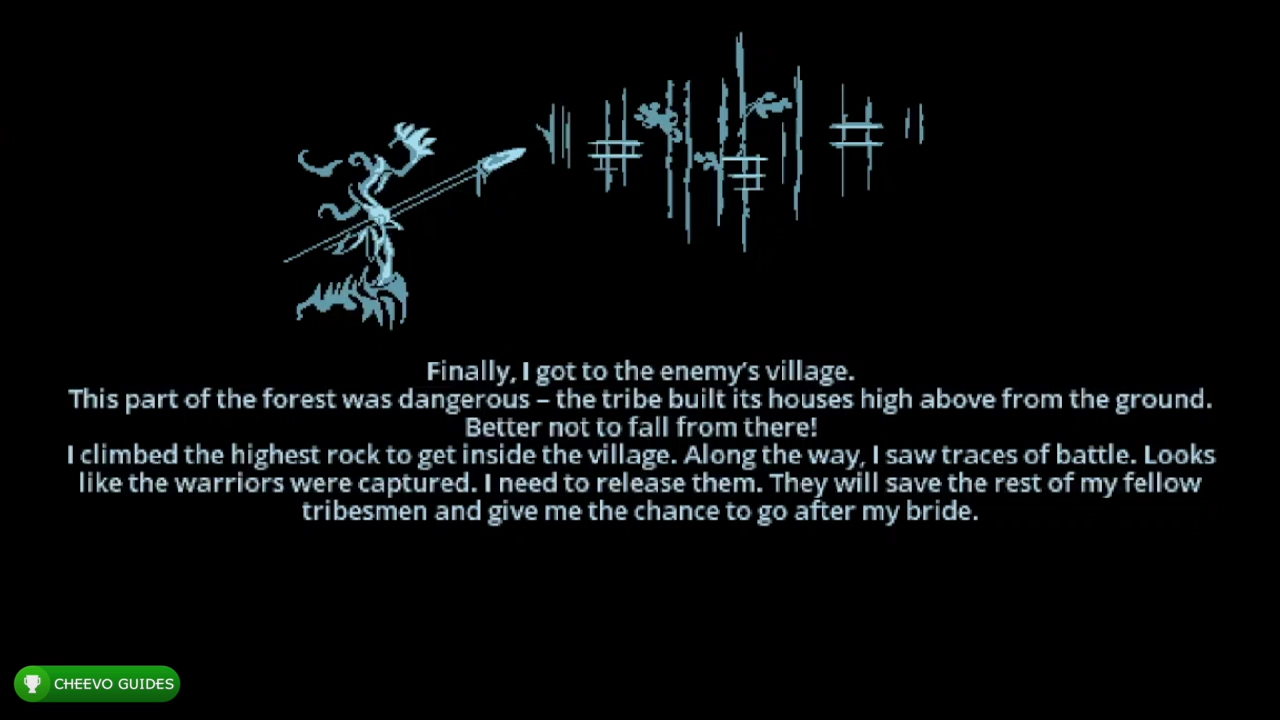 Finally, I got to the enemy’s village.
This part of the forest was dangerous – the tribe built its houses high above from the ground.
Better not to fall from there!
I climbed the highest rock to get inside the village. Along the way, I saw traces of battle. Looks
like the warriors were captured. I need to release them. They will save the rest of my fellow
tribesmen and give me the chance to go after my bride.
CHEEVO GUIDES